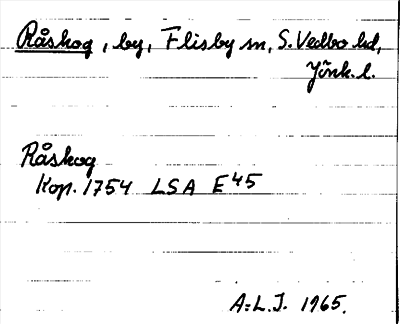 Råskog, by, Flisby sn, S. Vedbo hd,
Jönk. l.
Råskog
Kop. 1754 LSA E45
A:L.J. 1965.